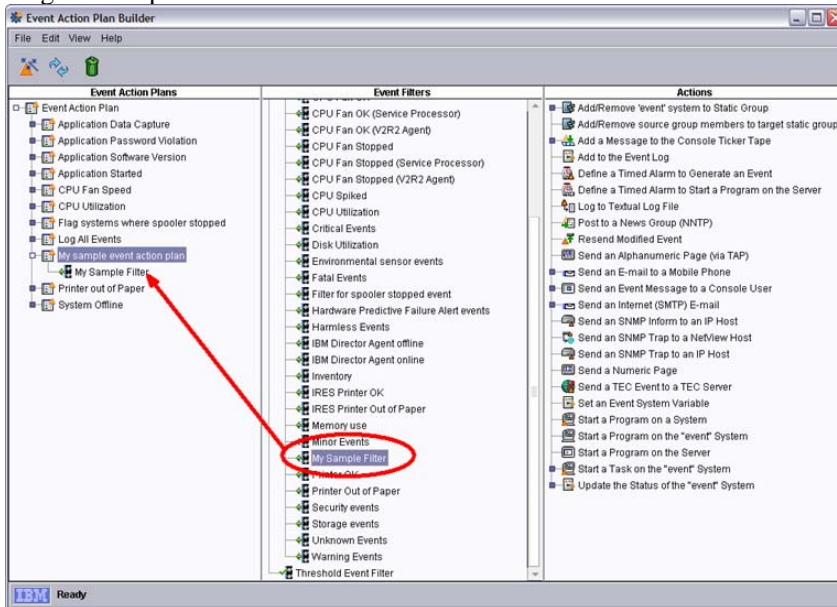 Event Action Plan Builder
File Edit View Help
Event Action Plans
Event Action Plan
Application Data Capture
Application Password Violation
Application Software Version
Application Started
CPU Fan Speed
CPU Utilization
Flag systems where spooler stopped
Log All Events
My sample event action plan
My Sample Filter
Printer out of Paper
System Offline
Event Filters
CPU Fan OK (Service Processor)
CPU Fan OK (V2R2 Agent)
CPU Fan Stopped
CPU Fan Stopped (Service Processor)
CPU Fan Stopped (V2R2 Agent)
CPU Spiked
CPU Utilization
Critical Events
Disk Utilization
Environmental sensor events
Fatal Events
Filter for spooler stopped event
Hardware Predictive Failure Alert events
Harmless Events
IBM Director Agent offline
IBM Director Agent online
Inventory
IRES Printer OK
IRES Printer Out of Paper
Memory use
Minor Events
My Sample Filter
Printer OK
Printer Out of Paper
Security events
Storage events
Unknown Events
Warning Events
Threshold Event Filter
Actions
Add/Remove 'event' system to Static Group
Add/Remove source group members to target static group
Add a Message to the Console Ticker Tape
Add to the Event Log
Define a Timed Alarm to Generate an Event
Define a Timed Alarm to Start a Program on the Server
Log to Textual Log File
Post to a News Group (NNTP)
Resend Modified Event
Send an Alphanumeric Page (via TAP)
Send an E-mail to a Mobile Phone
Send an Event Message to a Console User
Send an Internet (SMTP) E-mail
Send an SNMP Inform to an IP Host
Send an SNMP Trap to a NetView Host
Send an SNMP Trap to an IP Host
Send a Numeric Page
Send a TEC Event to a TEC Server
Set an Event System Variable
Start a Program on a System
Start a Program on the "event" System
Start a Program on the Server
Start a Task on the "event" System
Update the Status of the "event" System
IBM Ready